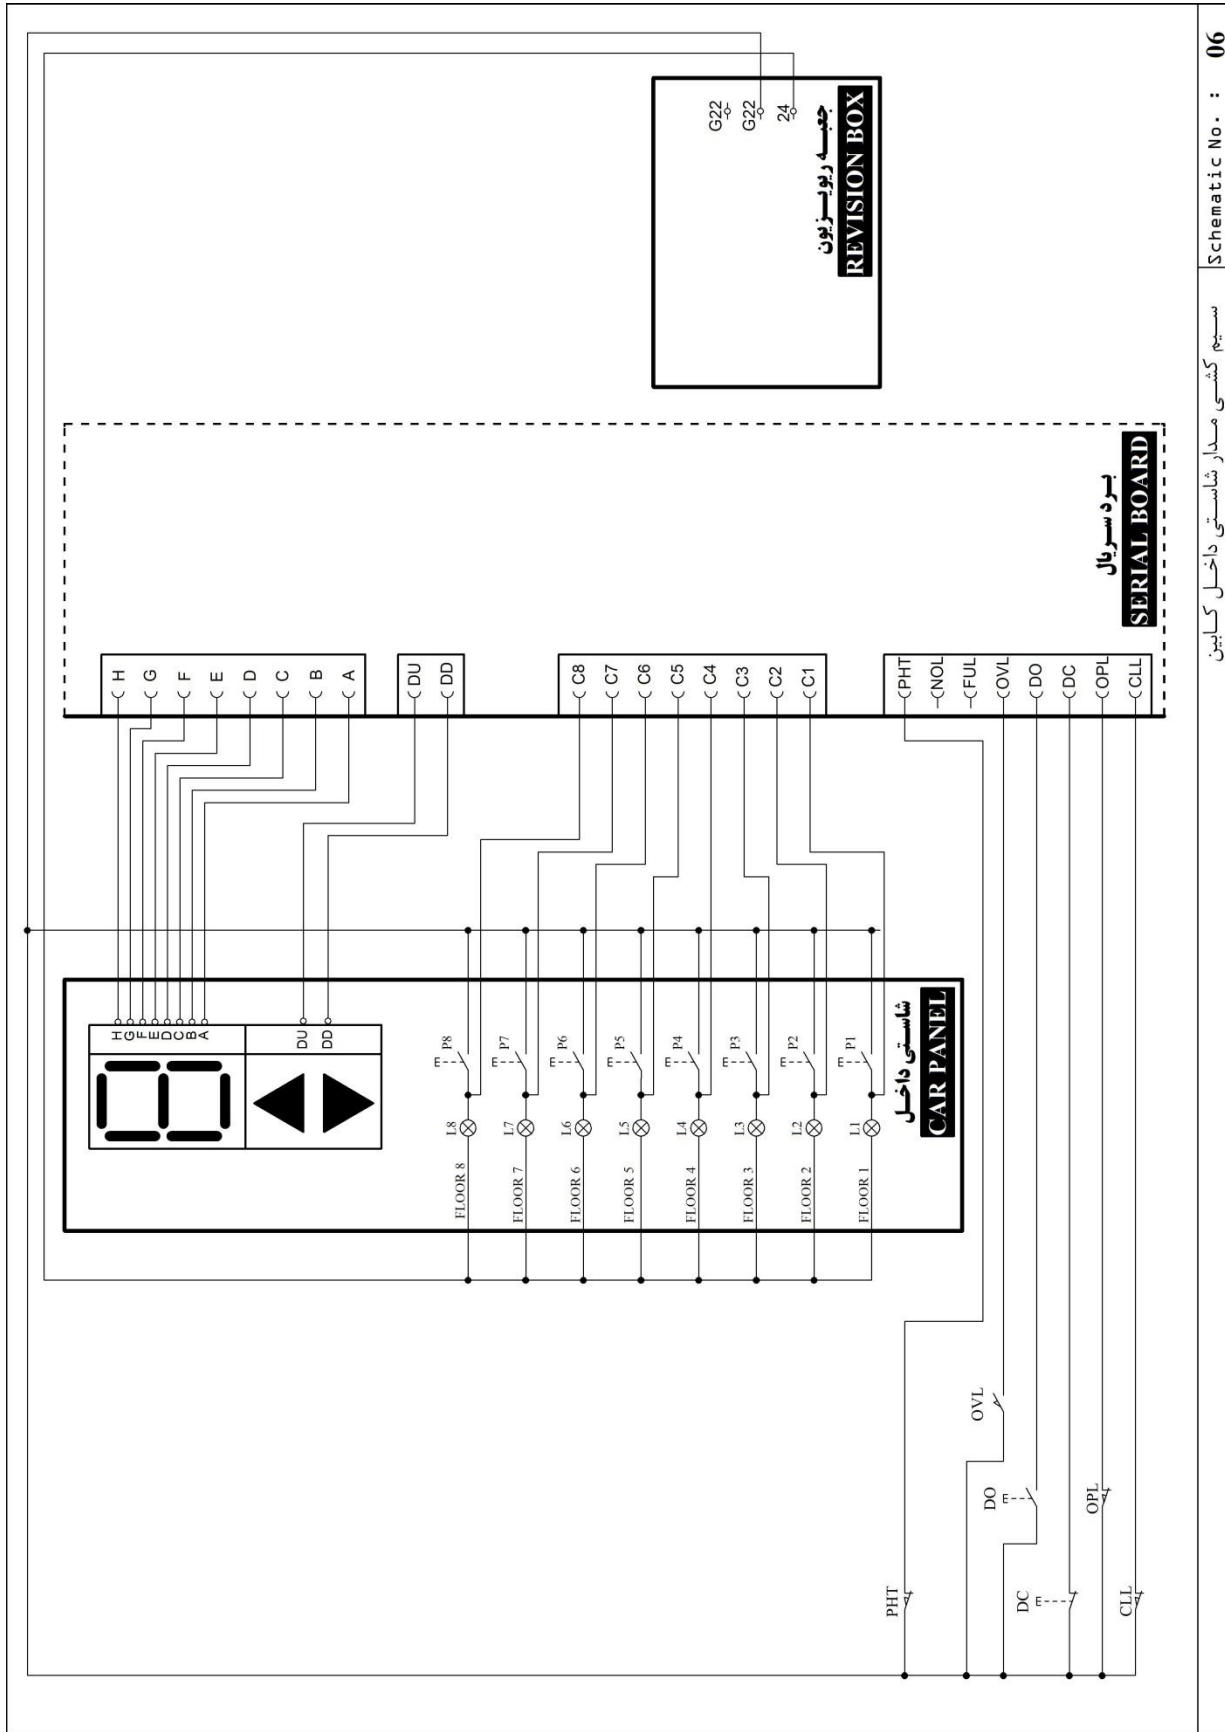 G22
G22
24
جعبه رویزیون
REVISION BOX
H
G
F
E
D
C
B
A
DU
DD
C8
C7
C6
C5
C4
C3
C2
C1
PHT
NOL
FUL
OVL
DO
DC
OPL
CLL
برد سریال
SERIAL BOARD
H
G
F
E
D
C
B
A
DU
DD
P8
P7
P6
P5
P4
P3
P2
P1
L8
L7
L6
L5
L4
L3
L2
L1
FLOOR 8
FLOOR 7
FLOOR 6
FLOOR 5
FLOOR 4
FLOOR 3
FLOOR 2
FLOOR 1
شاستی داخل
CAR PANEL
OVL
DO
OPL
PHT
DC
CLL
سیم کشی مدار شاستی داخل کابین
Schematic No. : 06